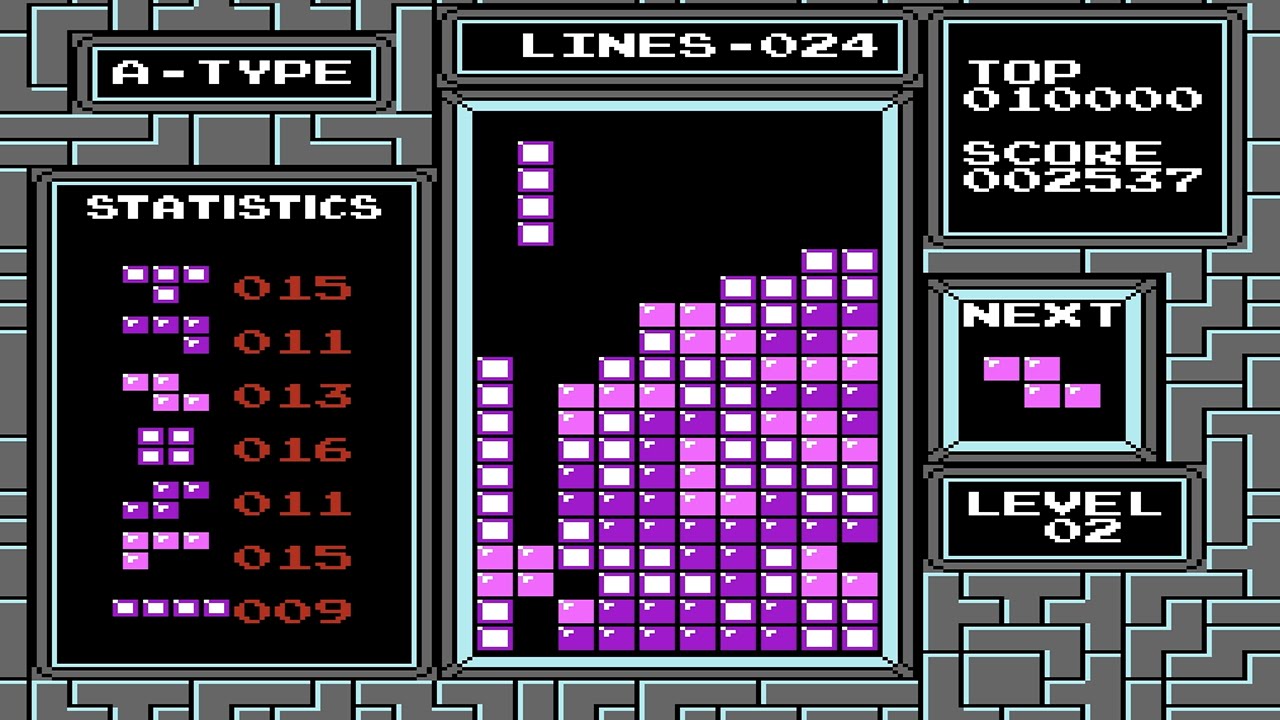 A-TYPE
LINES-024
TOP
010000
SCORE
002537
STATISTICS
015
011
013
016
011
015
009
NEXT
LEVEL
02